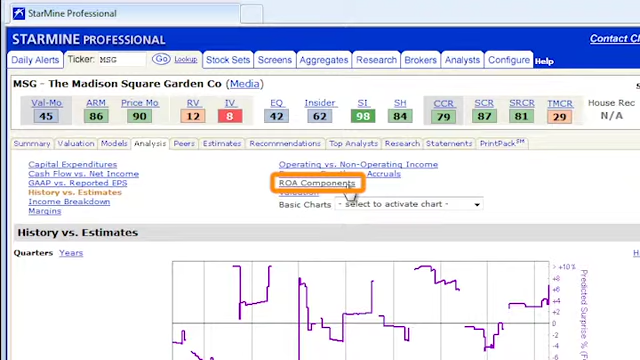 StarMine Professional
STARMINE PROFESSIONAL
Contact Cl
Daily Alerts Ticker: MSG Go Lookup Stock Sets Screens Aggregates Research Brokers Analysts Configure Help
MSG - The Madison Square Garden Co (Media)
Val-Mo ARM Price Mo RV IV EQ Insider SI SH CCR SCR SRCR TMCR House Rec
45 86 90 12 8 42 62 98 84 79 87 81 29 N/A
Summary Valuation Models Analysis Peers Estimates Recommendations Top Analysts Research Statements PrintPack SM
Capital Expenditures Operating vs. Non-Operating Income
Cash Flow vs. Net Income Accruals
GAAP vs. Reported EPS ROA Components
History vs. Estimates Valuation
Income Breakdown Basic Charts - select to activate chart -
Margins
History vs. Estimates
Quarters Years
+10%
+8
+6
+4
+2
0
-2
-4
-6
Predicted Surprise % (F